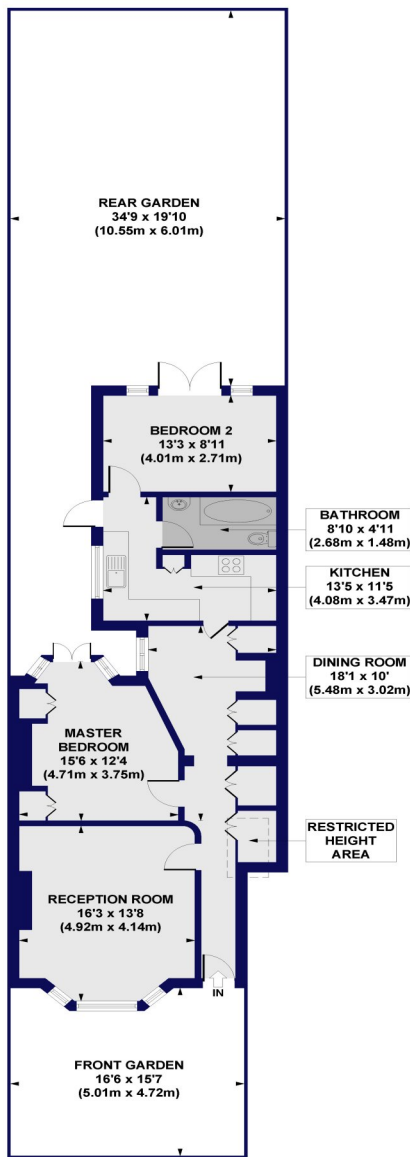 REAR GARDEN
34'9 x 19'10
(10.55m x 6.01m)
BEDROOM 2
13'3 x 8'11
(4.01m x 2.71m)
BATHROOM
8'10 x 4'11
(2.68m x 1.48m)
KITCHEN
13'5 x 11'5
(4.08m x 3.47m)
DINING ROOM
18'1 x 10'
(5.48m x 3.02m)
MASTER
BEDROOM
15'6 x 12'4
(4.71m x 3.75m)
RESTRICTED
HEIGHT
AREA
RECEPTION ROOM
16'3 x 13'8
(4.92m x 4.14m)
IN
FRONT GARDEN
16'6 x 15'7
(5.01m x 4.72m)